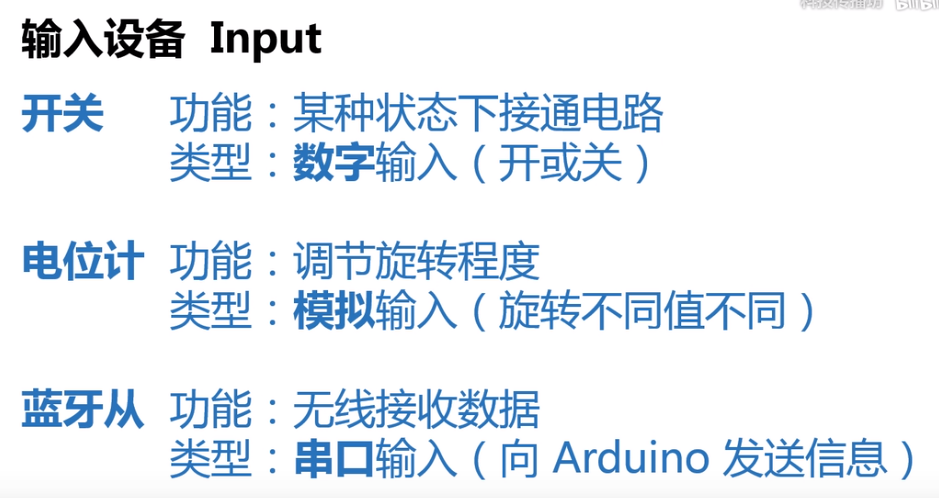 输入设备 Input
开关 功能：某种状态下接通电路
类型：数字输入（开或关）
电位计 功能：调节旋转程度
类型：模拟输入（旋转不同值不同）
蓝牙从 功能：无线接收数据
类型：串口输入（向 Arduino 发送信息）